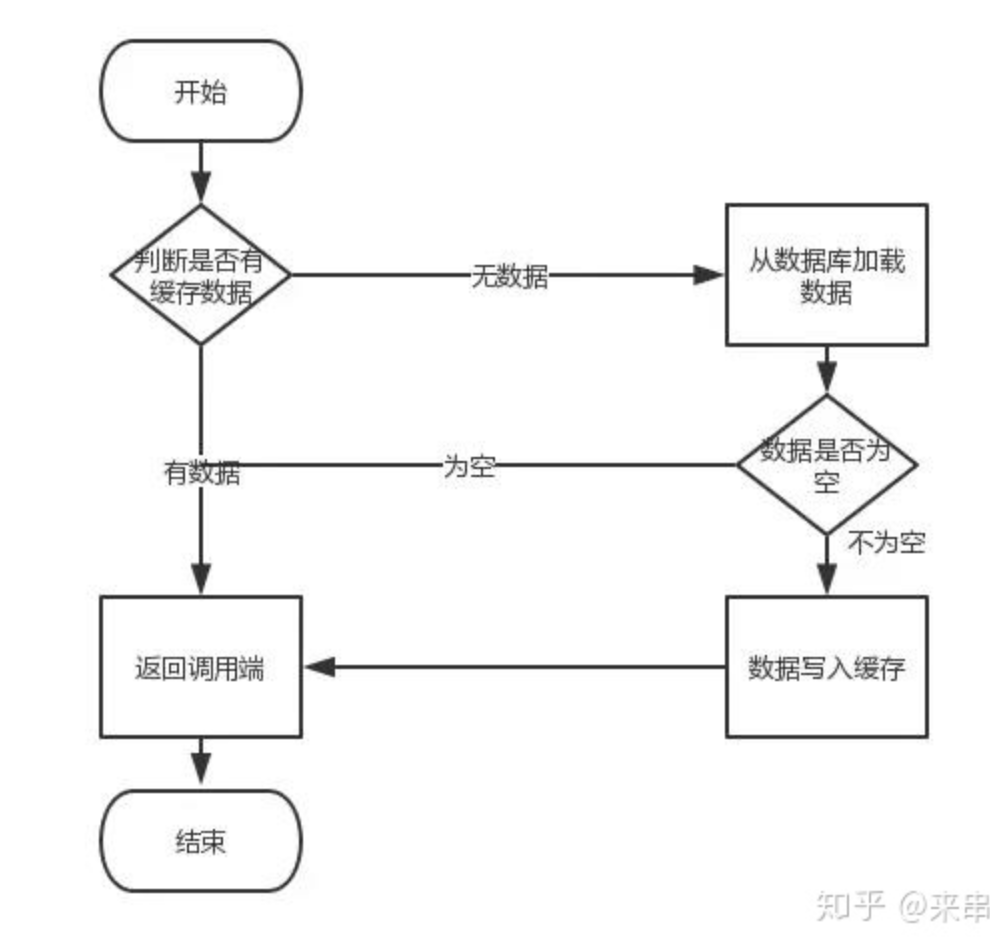 开始
判断是否有
缓存数据
无数据
从数据库加载
数据
有数据
为空
数据是否为
空
不为空
返回调用端
数据写入缓存
结束
知乎 @来串